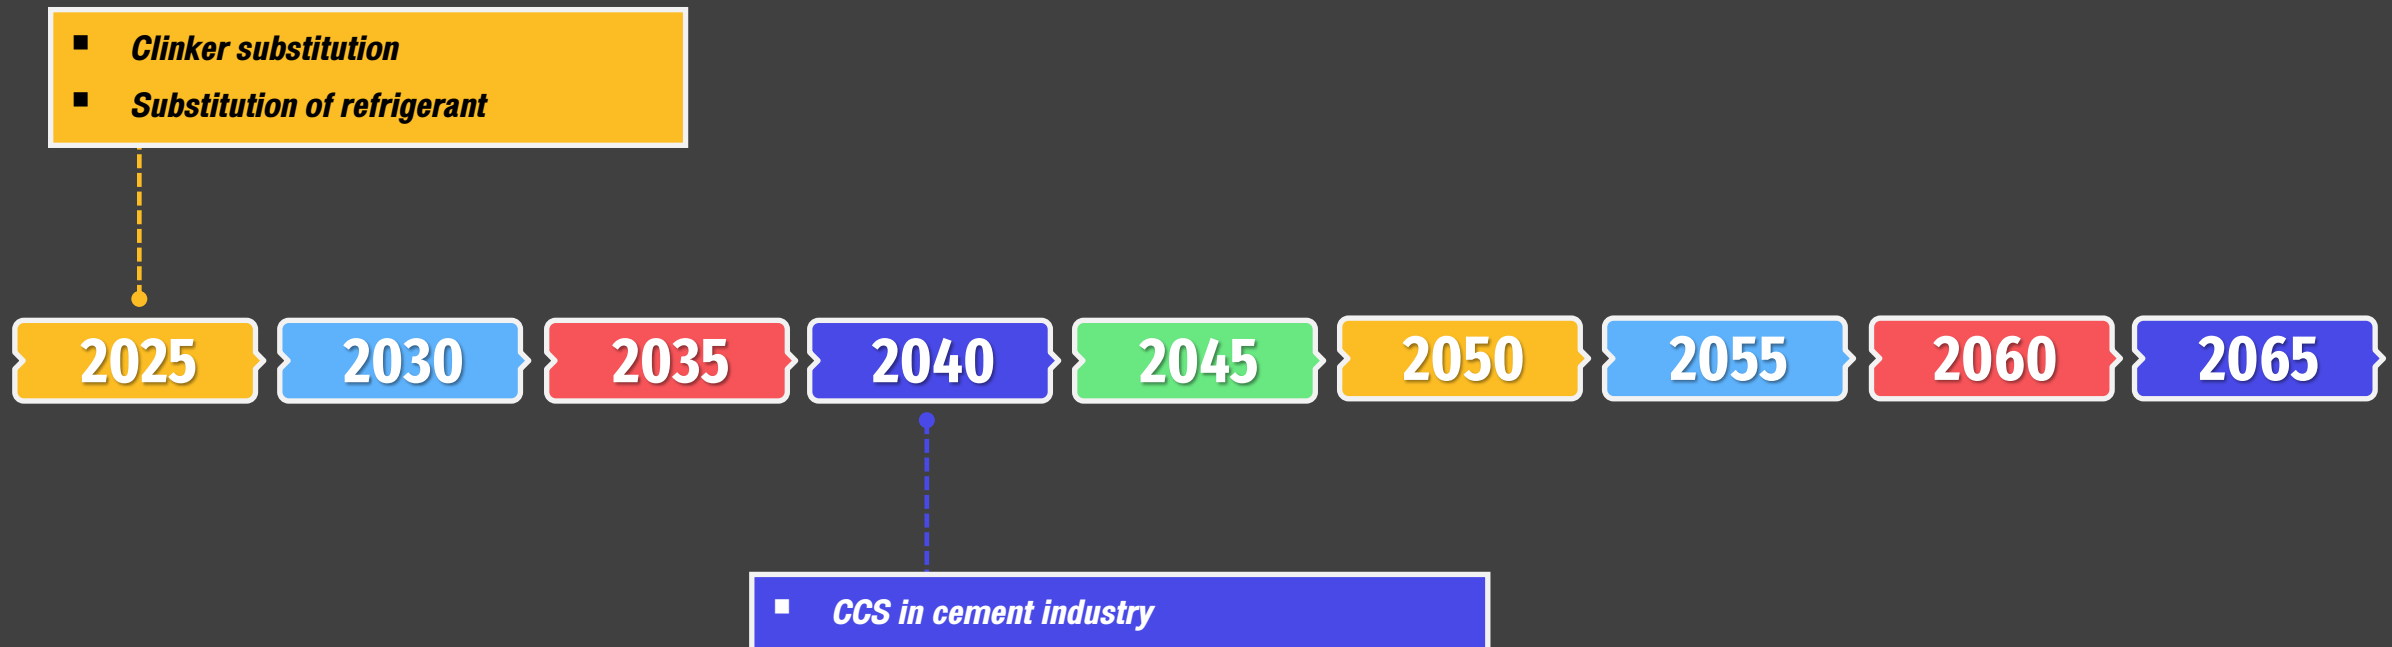 ▪ Clinker substitution
▪ Substitution of refrigerant
2025 2030 2035 2040 2045 2050 2055 2060 2065
▪ CCS in cement industry